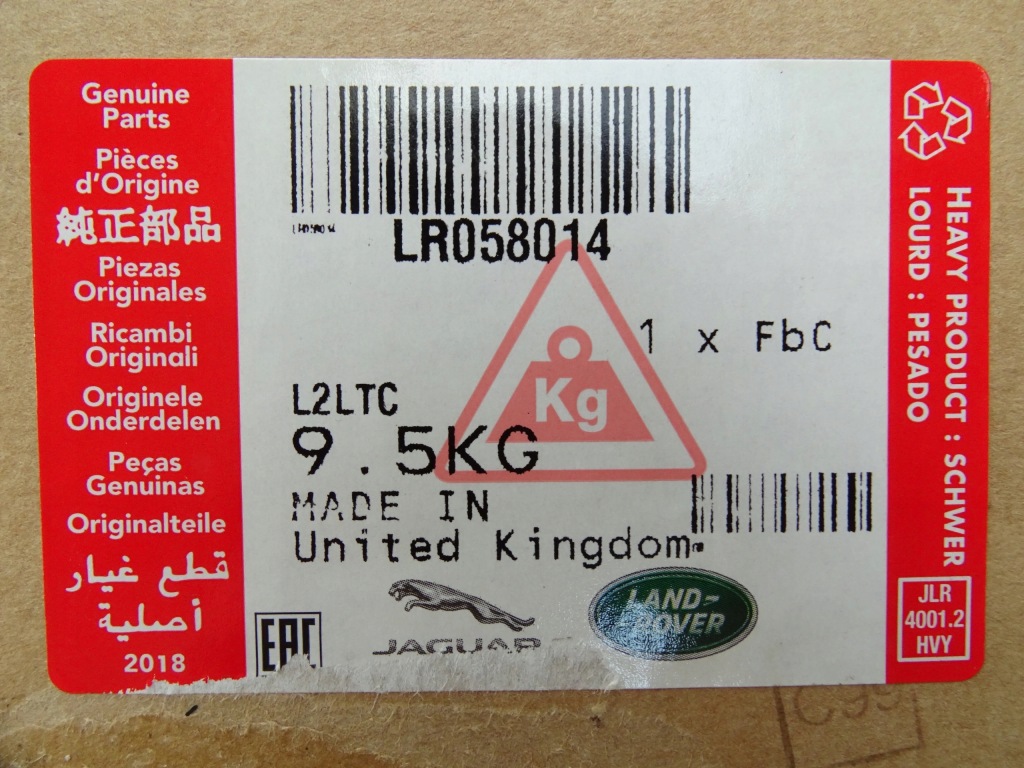 Genuine
Parts
Pièces
d'Origine
純正部品
Piezas
Originales
Ricambi
Originali
Originele
Onderdelen
Peças
Genuinas
Originalteile
قطع غيار
أصلية
2018
LR058014
LR058014
1 x FbC
Kg
L2LTC
9.5KG
MADE IN
United Kingdom
EAC
JAGUAR
LAND-
ROVER
HEAVY PRODUCT : SCHWER
LOURD : PESADO
JLR
4001.2
HVY
C99